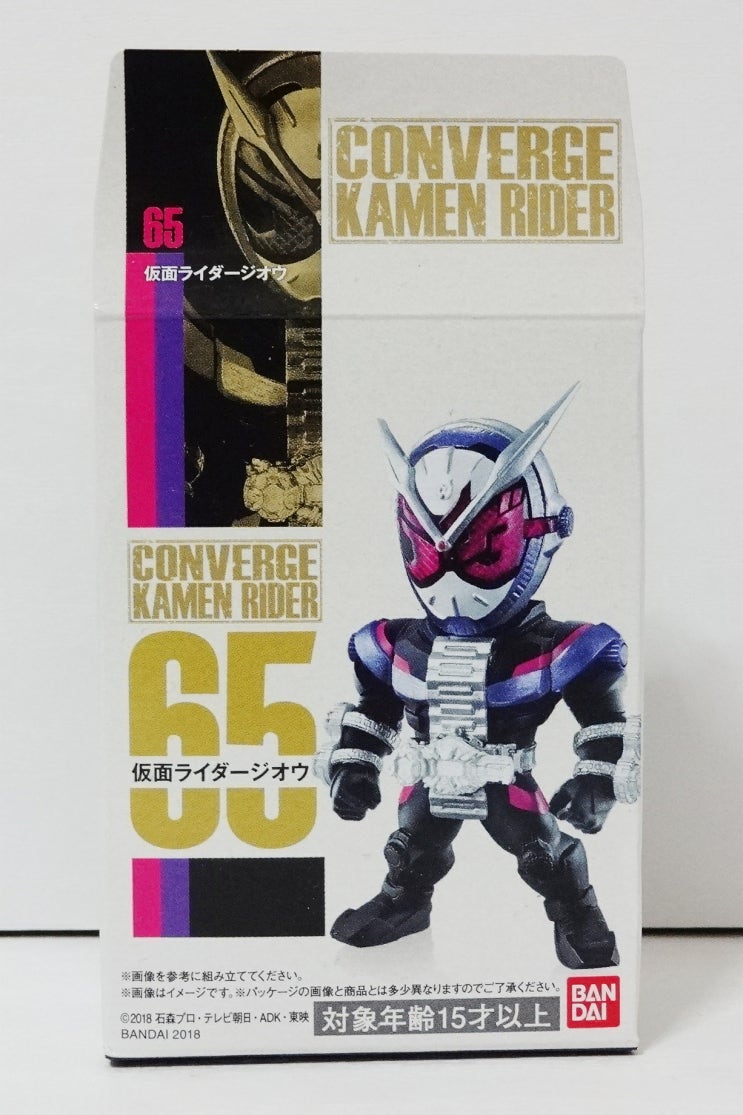 CONVERGE
KAMEN RIDER
65
仮面ライダージオウ
CONVERGE
KAMEN RIDER
65
仮面ライダージオウ
※画像を参考に組み立ててください。
※画像はイメージです。※パッケージの画像と商品とは多少異なりますのでご了承ください。
©2018 石森プロ・テレビ朝日・ADK・東映
BANDAI 2018
対象年齢15才以上
BAN
DAI